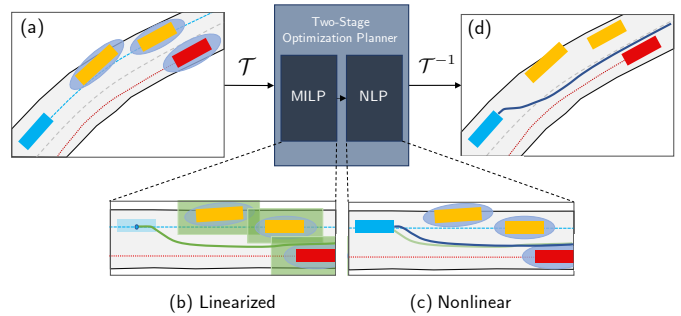 (a)
Two-Stage
Optimization Planner
(d)
𝒯
𝒯⁻¹
MILP
NLP
(b) Linearized
(c) Nonlinear